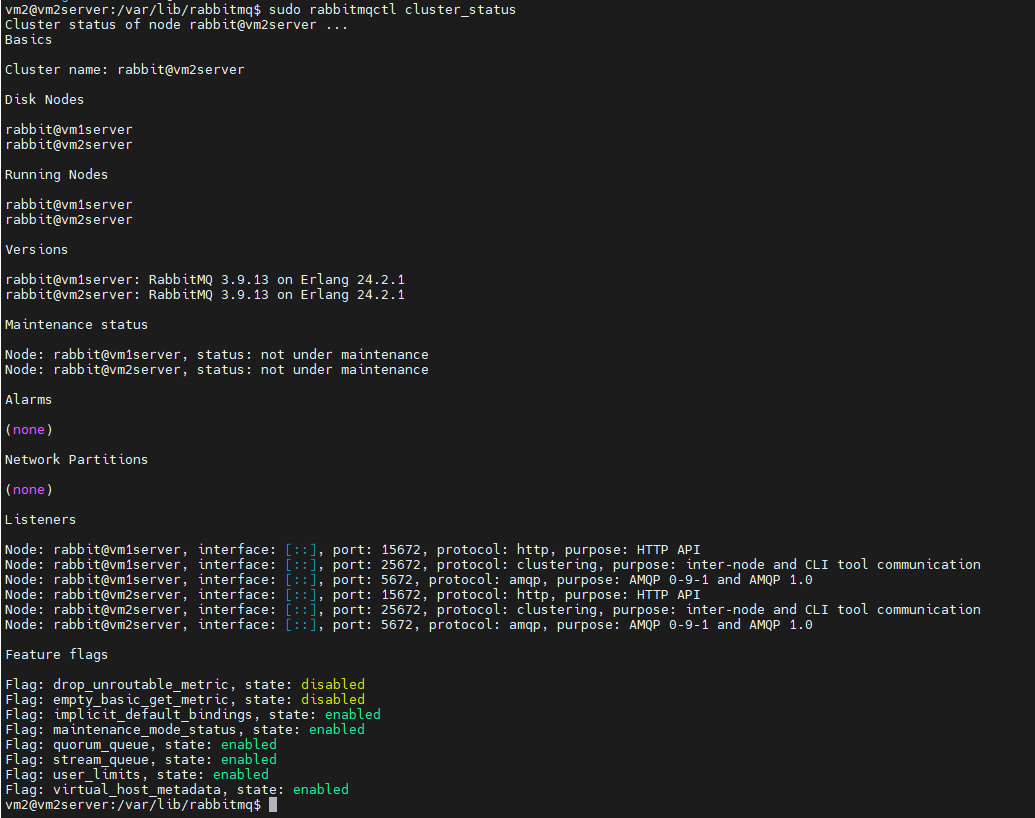 vm2@vm2server:/var/lib/rabbitmq$ sudo rabbitmqctl cluster_status
Cluster status of node rabbit@vm2server ...
Basics
Cluster name: rabbit@vm2server
Disk Nodes
rabbit@vm1server
rabbit@vm2server
Running Nodes
rabbit@vm1server
rabbit@vm2server
Versions
rabbit@vm1server: RabbitMQ 3.9.13 on Erlang 24.2.1
rabbit@vm2server: RabbitMQ 3.9.13 on Erlang 24.2.1
Maintenance status
Node: rabbit@vm1server, status: not under maintenance
Node: rabbit@vm2server, status: not under maintenance
Alarms
(none)
Network Partitions
(none)
Listeners
Node: rabbit@vm1server, interface: [::], port: 15672, protocol: http, purpose: HTTP API
Node: rabbit@vm1server, interface: [::], port: 25672, protocol: clustering, purpose: inter-node and CLI tool communication
Node: rabbit@vm1server, interface: [::], port: 5672, protocol: amqp, purpose: AMQP 0-9-1 and AMQP 1.0
Node: rabbit@vm2server, interface: [::], port: 15672, protocol: http, purpose: HTTP API
Node: rabbit@vm2server, interface: [::], port: 25672, protocol: clustering, purpose: inter-node and CLI tool communication
Node: rabbit@vm2server, interface: [::], port: 5672, protocol: amqp, purpose: AMQP 0-9-1 and AMQP 1.0
Feature flags
Flag: drop_unroutable_metric, state: disabled
Flag: empty_basic_get_metric, state: disabled
Flag: implicit_default_bindings, state: enabled
Flag: maintenance_mode_status, state: enabled
Flag: quorum_queue, state: enabled
Flag: stream_queue, state: enabled
Flag: user_limits, state: enabled
Flag: virtual_host_metadata, state: enabled
vm2@vm2server:/var/lib/rabbitmq$